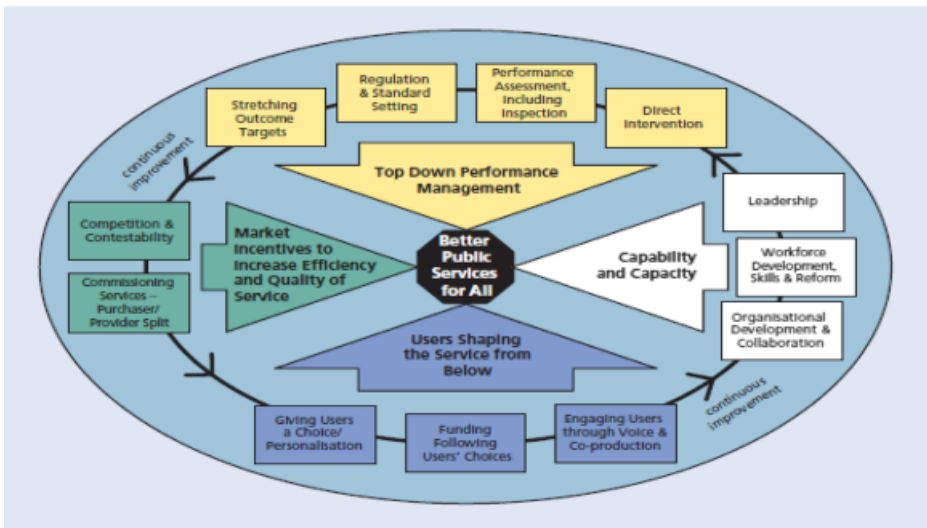 Regulation
& Standard
Setting
Performance
Assessment,
Including
Inspection
Stretching
Outcome
Targets
Direct
Intervention
continuous
improvement
Top Down Performance
Management
Competition &
Contestability
Commissioning
Services –
Purchaser/
Provider Split
Market
Incentives to
Increase Efficiency
and Quality of
Service
Better
Public
Services
for All
Capability
and Capacity
Leadership
Workforce
Development,
Skills & Reform
Organisational
Development &
Collaboration
Users Shaping
the Service from
Below
Giving Users
a Choice/
Personalisation
Funding
Following
Users' Choices
Engaging Users
through Voice &
Co-production
continuous
improvement